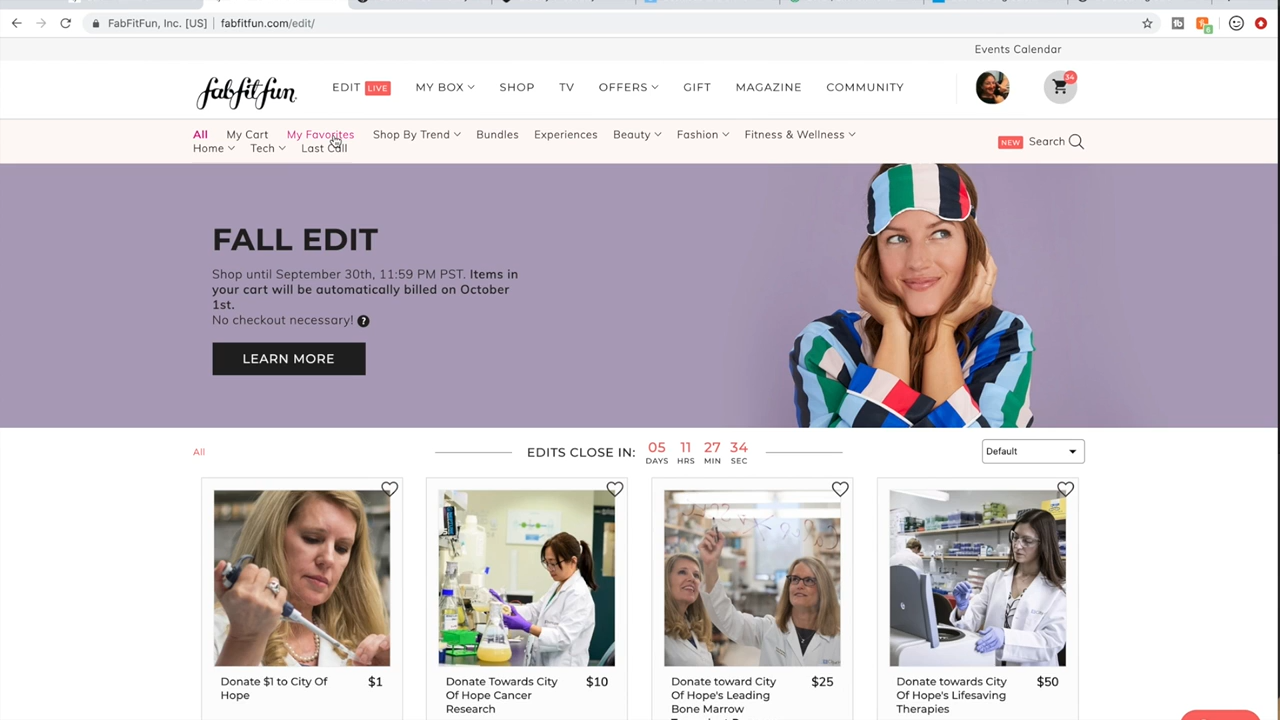 FabFitFun, Inc. [US] | fabfitfun.com/edit/
6
Events Calendar
fabfitfun.
EDIT LIVE MY BOX SHOP TV OFFERS GIFT MAGAZINE COMMUNITY
34
All My Cart My Favorites Shop By Trend Bundles Experiences Beauty Fashion Fitness & Wellness
Home Tech Last Call
NEW Search
FALL EDIT
Shop until September 30th, 11:59 PM PST. Items in
your cart will be automatically billed on October
1st.
No checkout necessary! ?
LEARN MORE
All
EDITS CLOSE IN: 05 11 27 34
DAYS HRS MIN SEC
Default
Donate $1 to City Of
Hope
$1
Donate Towards City
Of Hope Cancer
Research
$10
Donate toward City
Of Hope's Leading
Bone Marrow
$25
Donate towards City
Of Hope's Lifesaving
Therapies
$50